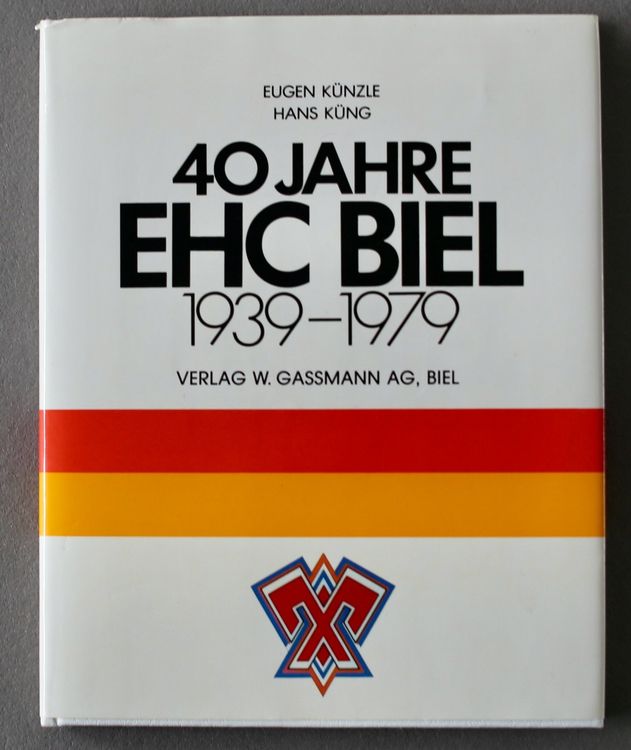 EUGEN KÜNZLE
HANS KÜNG
40 JAHRE
EHC BIEL
1939–1979
VERLAG W. GASSMANN AG, BIEL